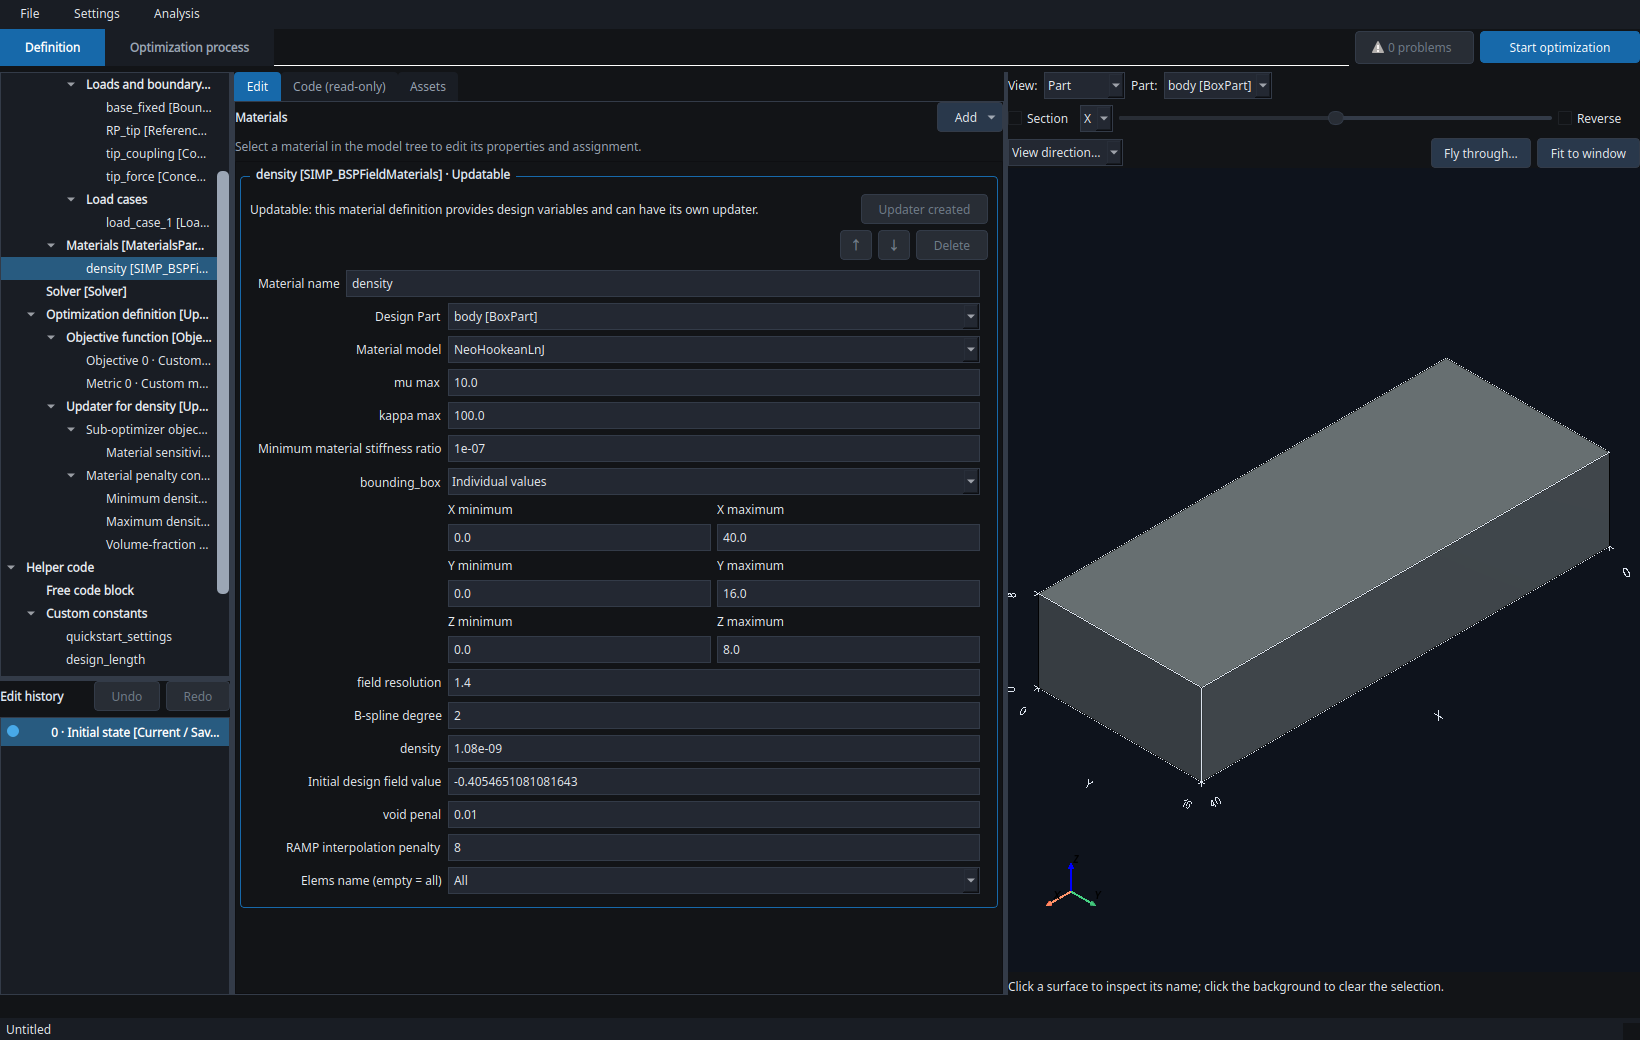 File Settings Analysis
Definition Optimization process 0 problems Start optimization
Loads and boundary...
base_fixed [Boun...
RP_tip [Referenc...
tip_coupling [Co...
tip_force [Conce...
Load cases
load_case_1 [Loa...
Materials [MaterialsPar...
density [SIMP_BSPFi...
Solver [Solver]
Optimization definition [Up...
Objective function [Obje...
Objective 0 · Custom...
Metric 0 · Custom m...
Updater for density [Up...
Sub-optimizer objec...
Material sensitivi...
Material penalty con...
Minimum densit...
Maximum densit...
Volume-fraction ...
Helper code
Free code block
Custom constants
quickstart_settings
design_length
Edit history Undo Redo
0 · Initial state [Current / Sav...
Edit Code (read-only) Assets
Materials Add
Select a material in the model tree to edit its properties and assignment.
density [SIMP_BSPFieldMaterials] · Updatable
Updatable: this material definition provides design variables and can have its own updater. Updater created
↑ ↓ Delete
Material name density
Design Part body [BoxPart]
Material model NeoHookeanLnJ
mu max 10.0
kappa max 100.0
Minimum material stiffness ratio 1e-07
bounding_box Individual values
X minimum X maximum
0.0 40.0
Y minimum Y maximum
0.0 16.0
Z minimum Z maximum
0.0 8.0
field resolution 1.4
B-spline degree 2
density 1.08e-09
Initial design field value -0.4054651081081643
void penal 0.01
RAMP interpolation penalty 8
Elems name (empty = all) All
View: Part Part: body [BoxPart]
Section X Reverse
View direction... Fly through... Fit to window
8
0
0
0
X
Y
16 40
Z
Y
Click a surface to inspect its name; click the background to clear the selection.
Untitled